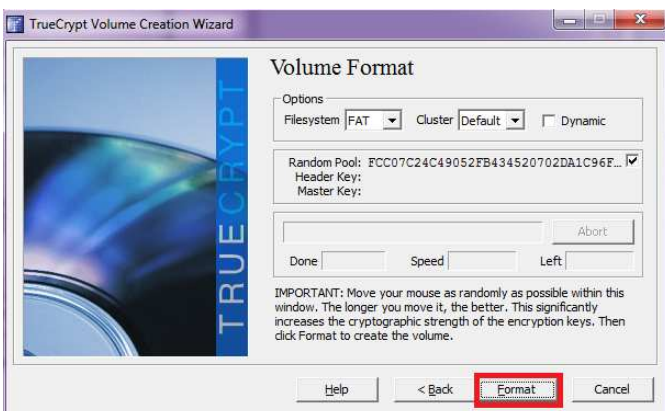 TrueCrypt Volume Creation Wizard
TRUECRYPT
Volume Format
Options
Filesystem FAT Cluster Default Dynamic
Random Pool: FCC07C24C49052FB434520702DA1C96F...
Header Key:
Master Key:
Abort
Done Speed Left
IMPORTANT: Move your mouse as randomly as possible within this
window. The longer you move it, the better. This significantly
increases the cryptographic strength of the encryption keys. Then
click Format to create the volume.
Help < Back Format Cancel